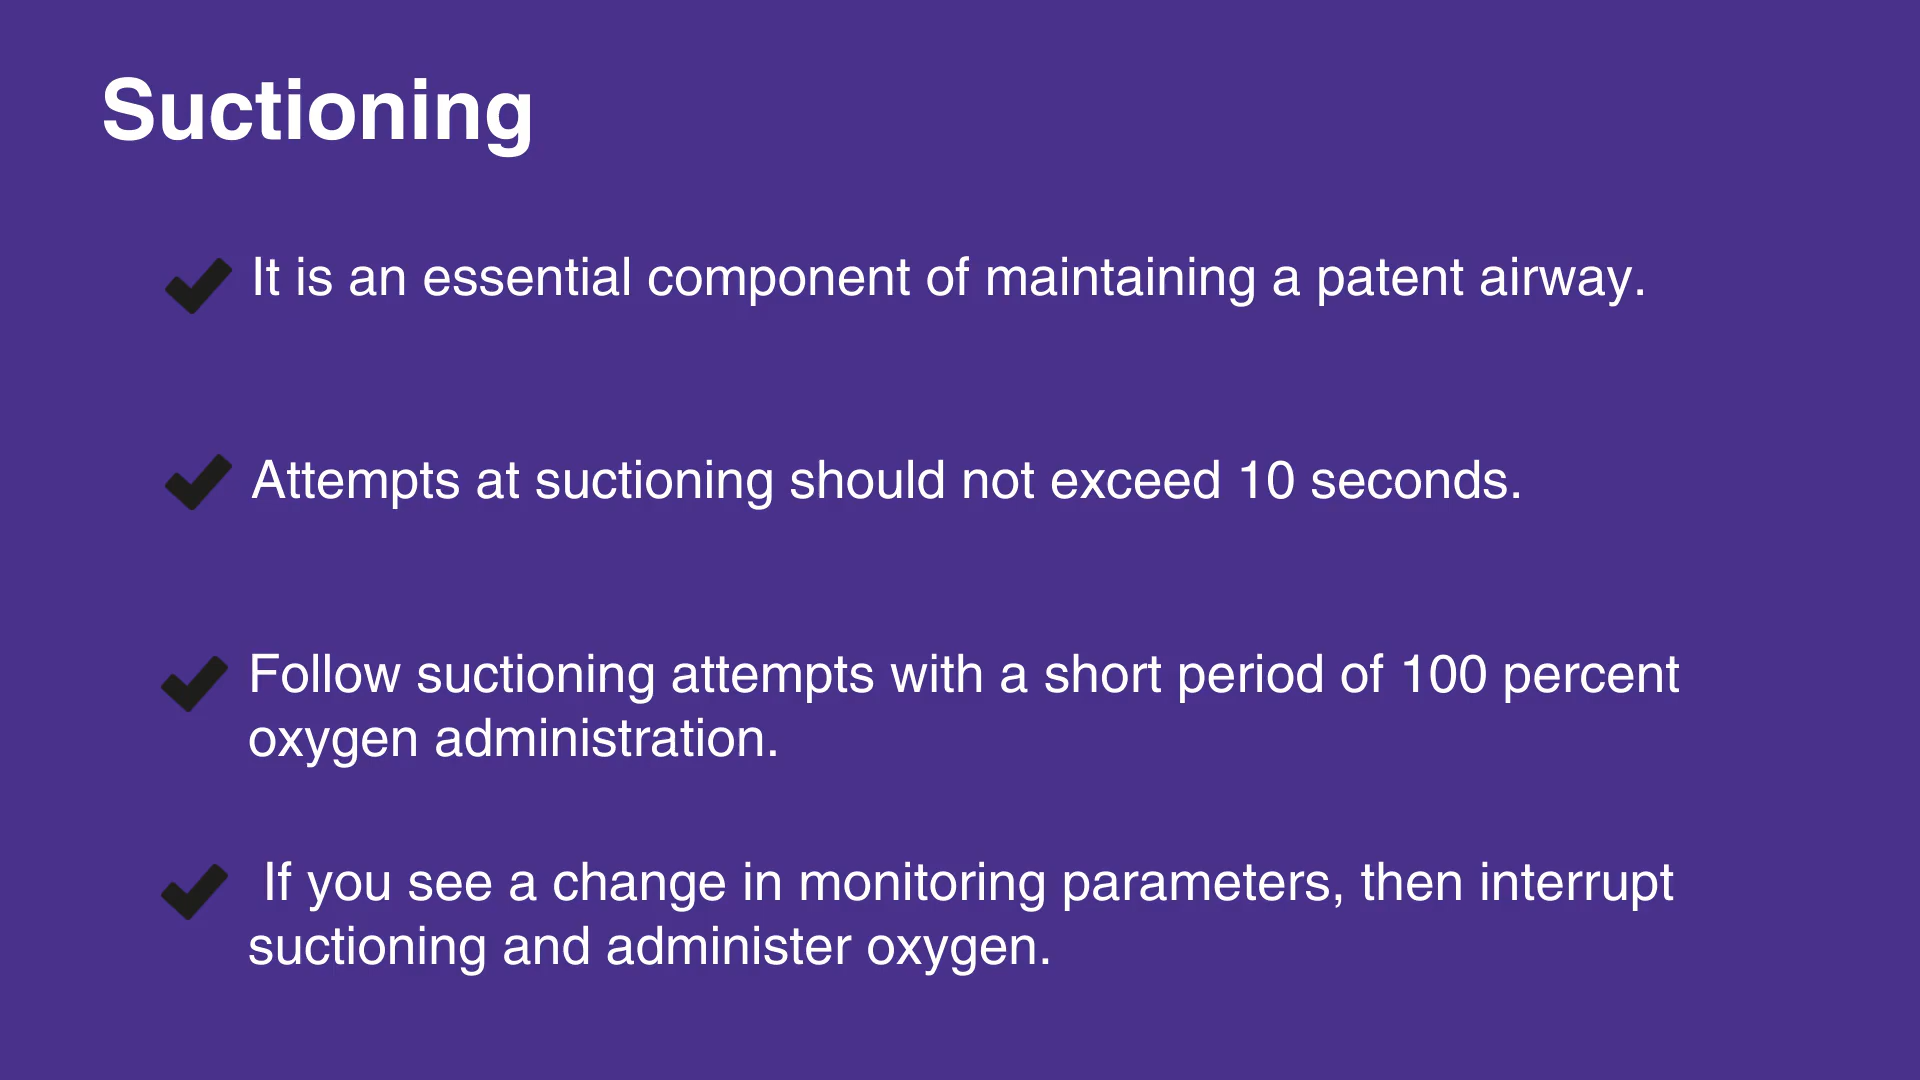 Suctioning
It is an essential component of maintaining a patent airway.
Attempts at suctioning should not exceed 10 seconds.
Follow suctioning attempts with a short period of 100 percent
oxygen administration.
If you see a change in monitoring parameters, then interrupt
suctioning and administer oxygen.